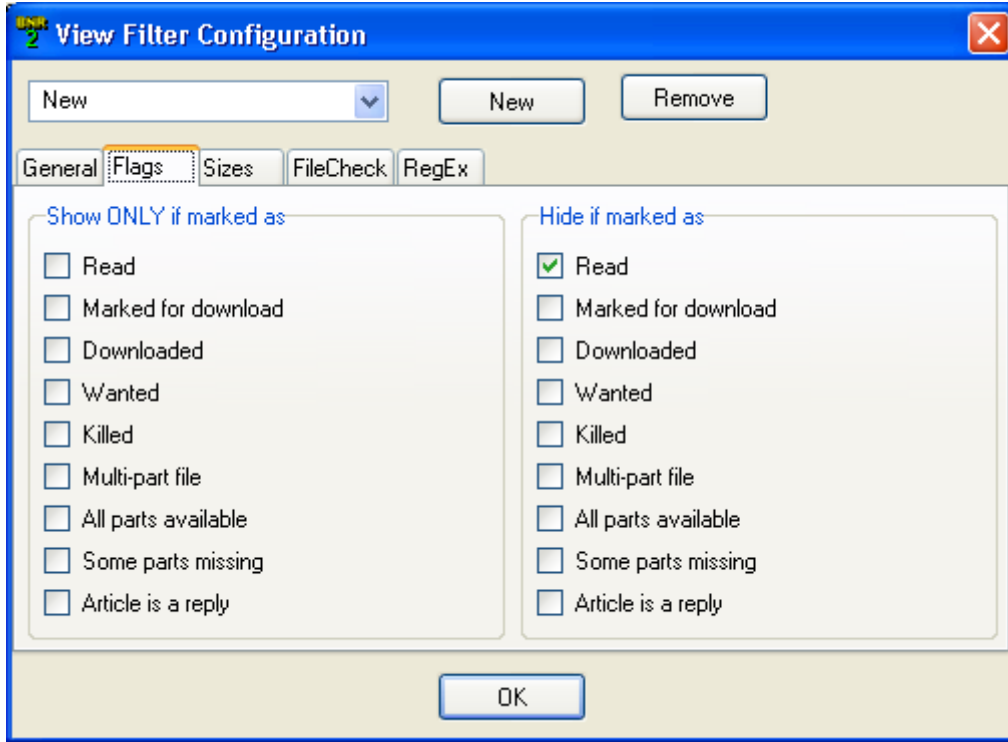 View Filter Configuration
New
New
Remove
General
Flags
Sizes
FileCheck
RegEx
Show ONLY if marked as
Read
Marked for download
Downloaded
Wanted
Killed
Multi-part file
All parts available
Some parts missing
Article is a reply
Hide if marked as
Read
Marked for download
Downloaded
Wanted
Killed
Multi-part file
All parts available
Some parts missing
Article is a reply
OK